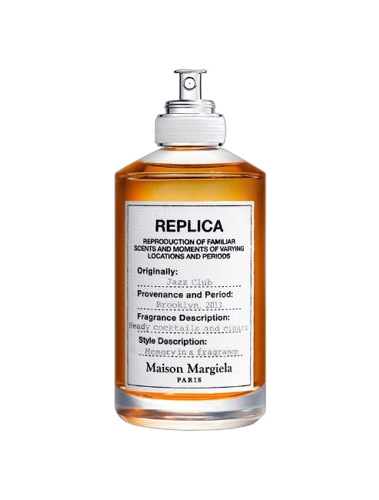 REPLICA
REPRODUCTION OF FAMILIAR
SCENTS AND MOMENTS OF VARYING
LOCATIONS AND PERIODS
Originally:
Jazz Club
Provenance and Period:
Brooklyn, 2013
Fragrance Description:
Heady cocktails and cigars
Style Description:
Memory in a fragrance
Maison Margiela
PARIS